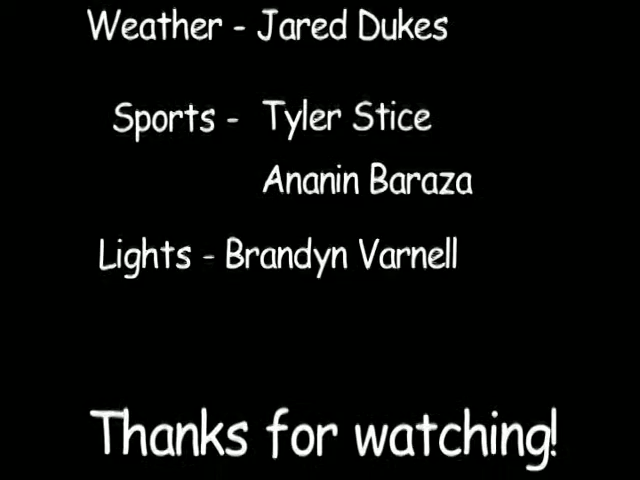 Weather - Jared Dukes
Sports - Tyler Stice
Ananin Baraza
Lights - Brandyn Varnell
Thanks for watching!